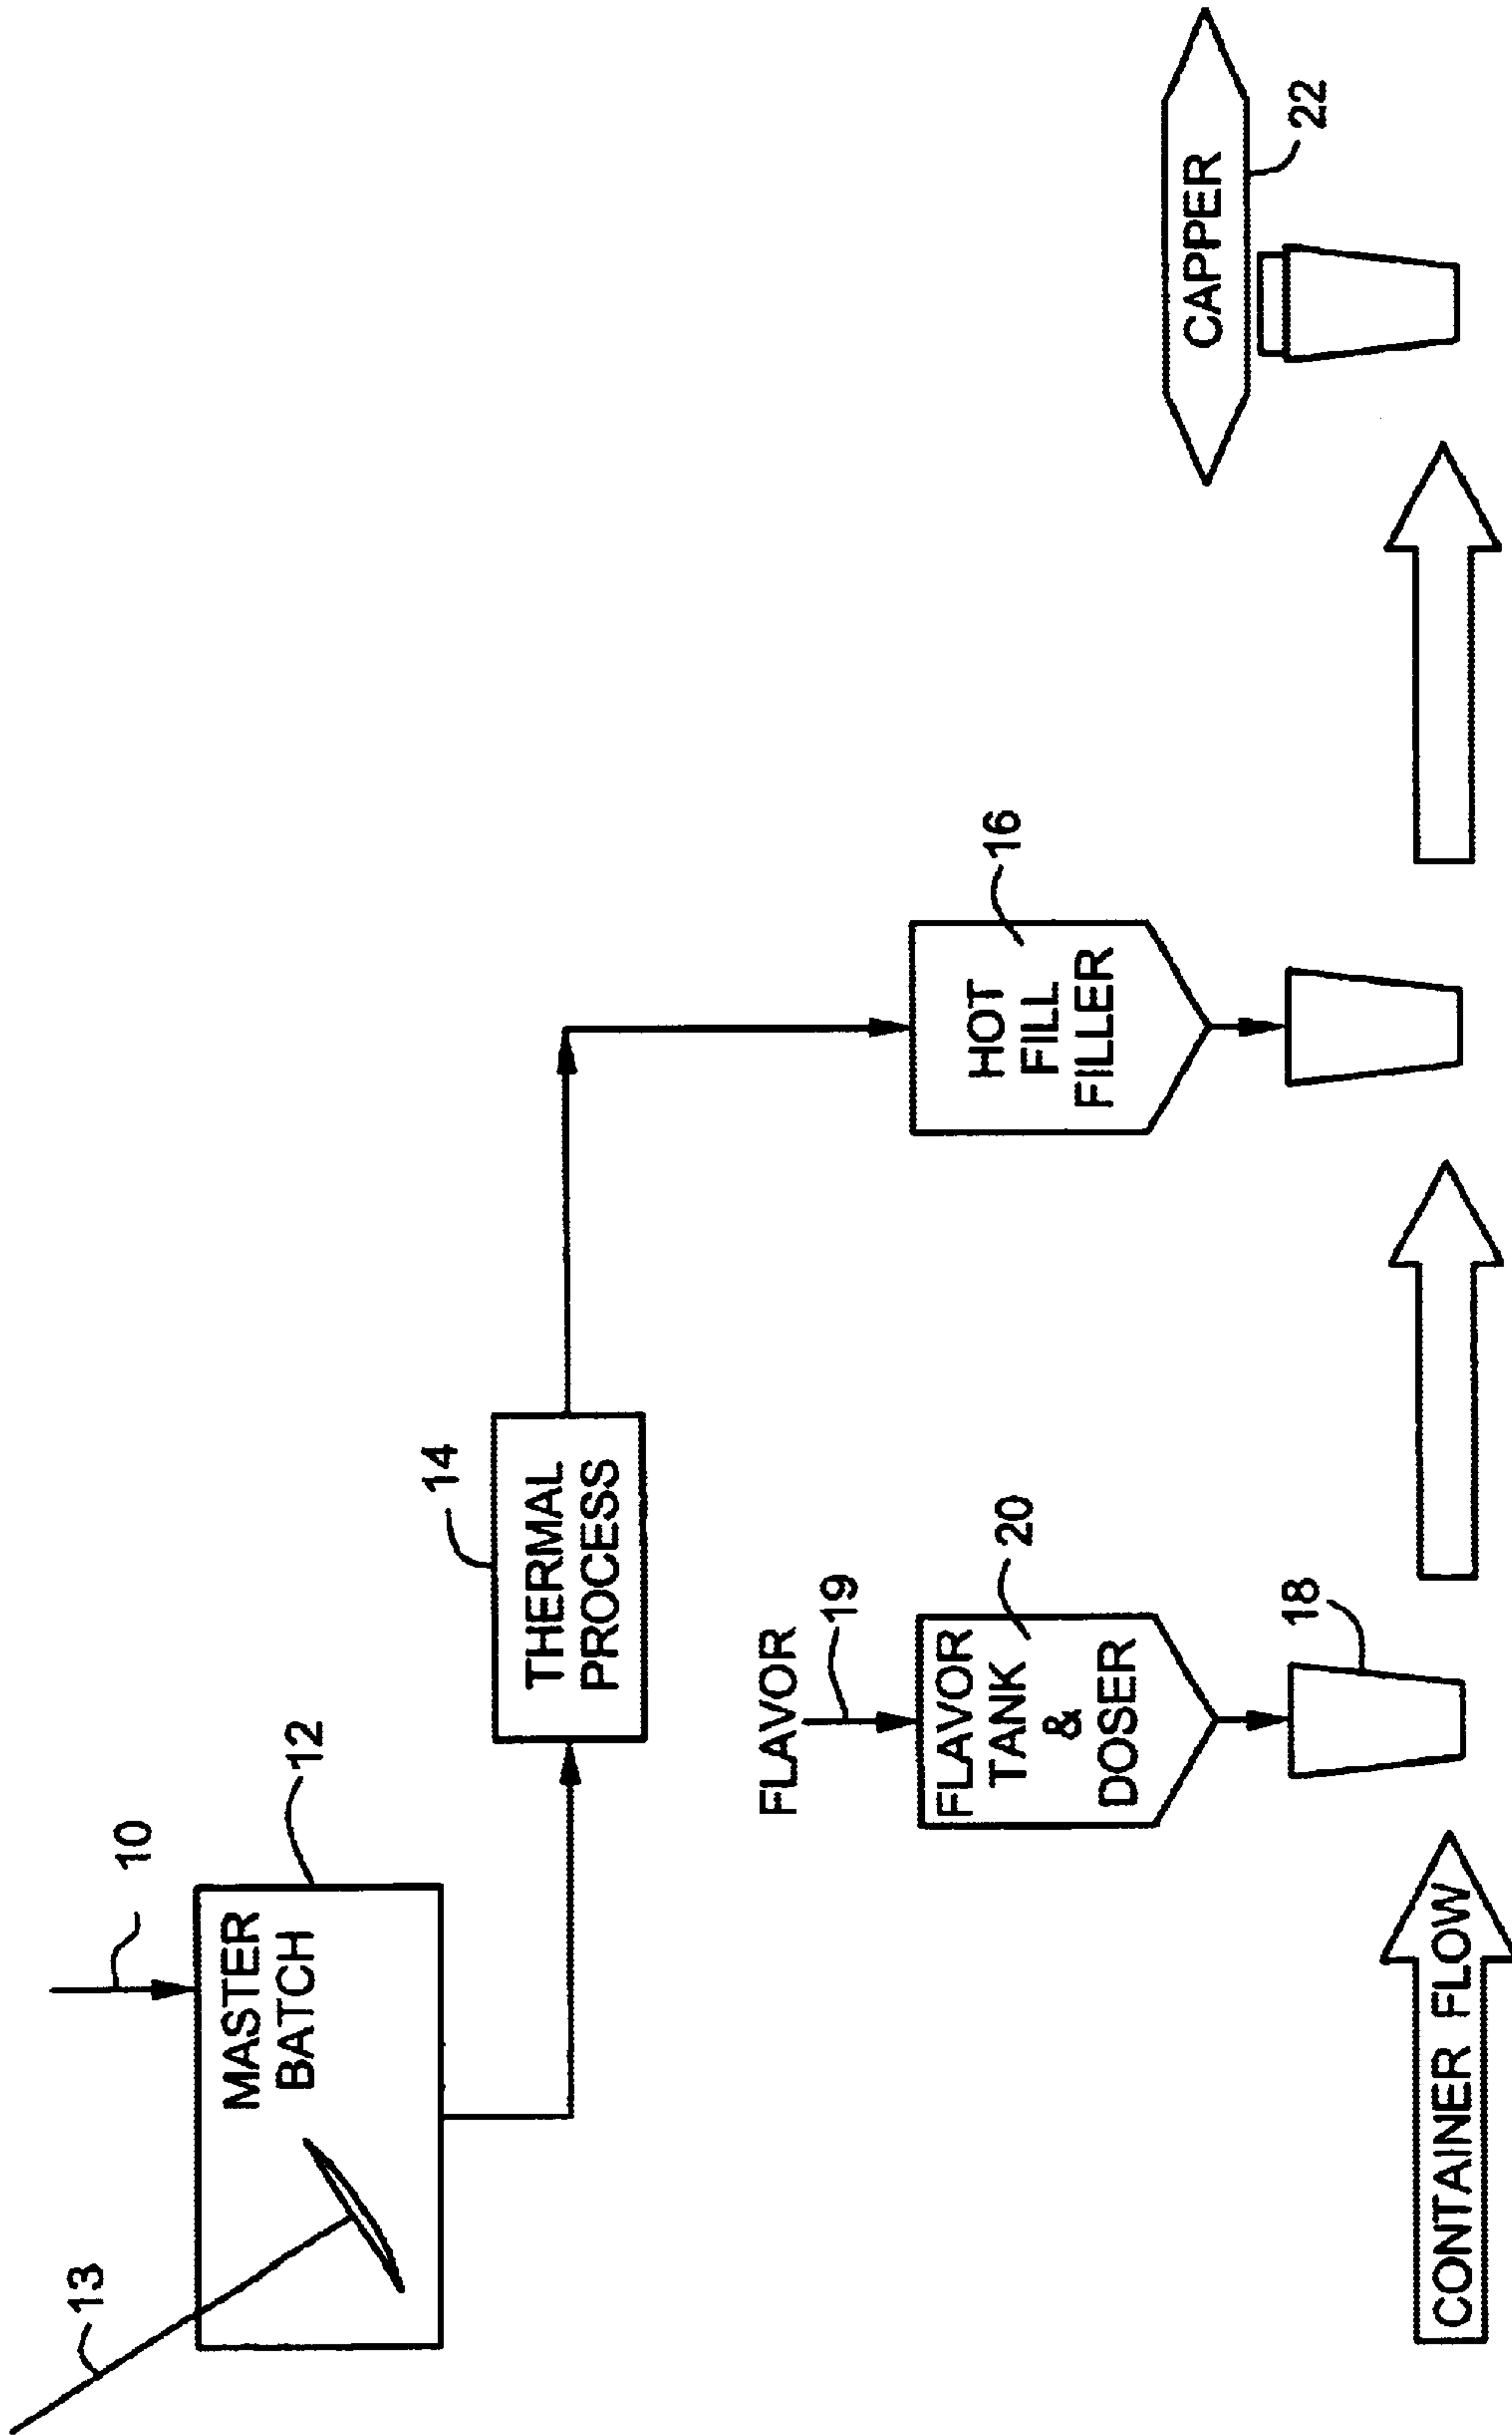 13
10
MASTER
BATCH
12
14
THERMAL
PROCESS
FLAVOR
19
FLAVOR
TANK
&
DOSER
20
18
HOT
FILL
FILLER
16
CAPPER
22
CONTAINER FLOW